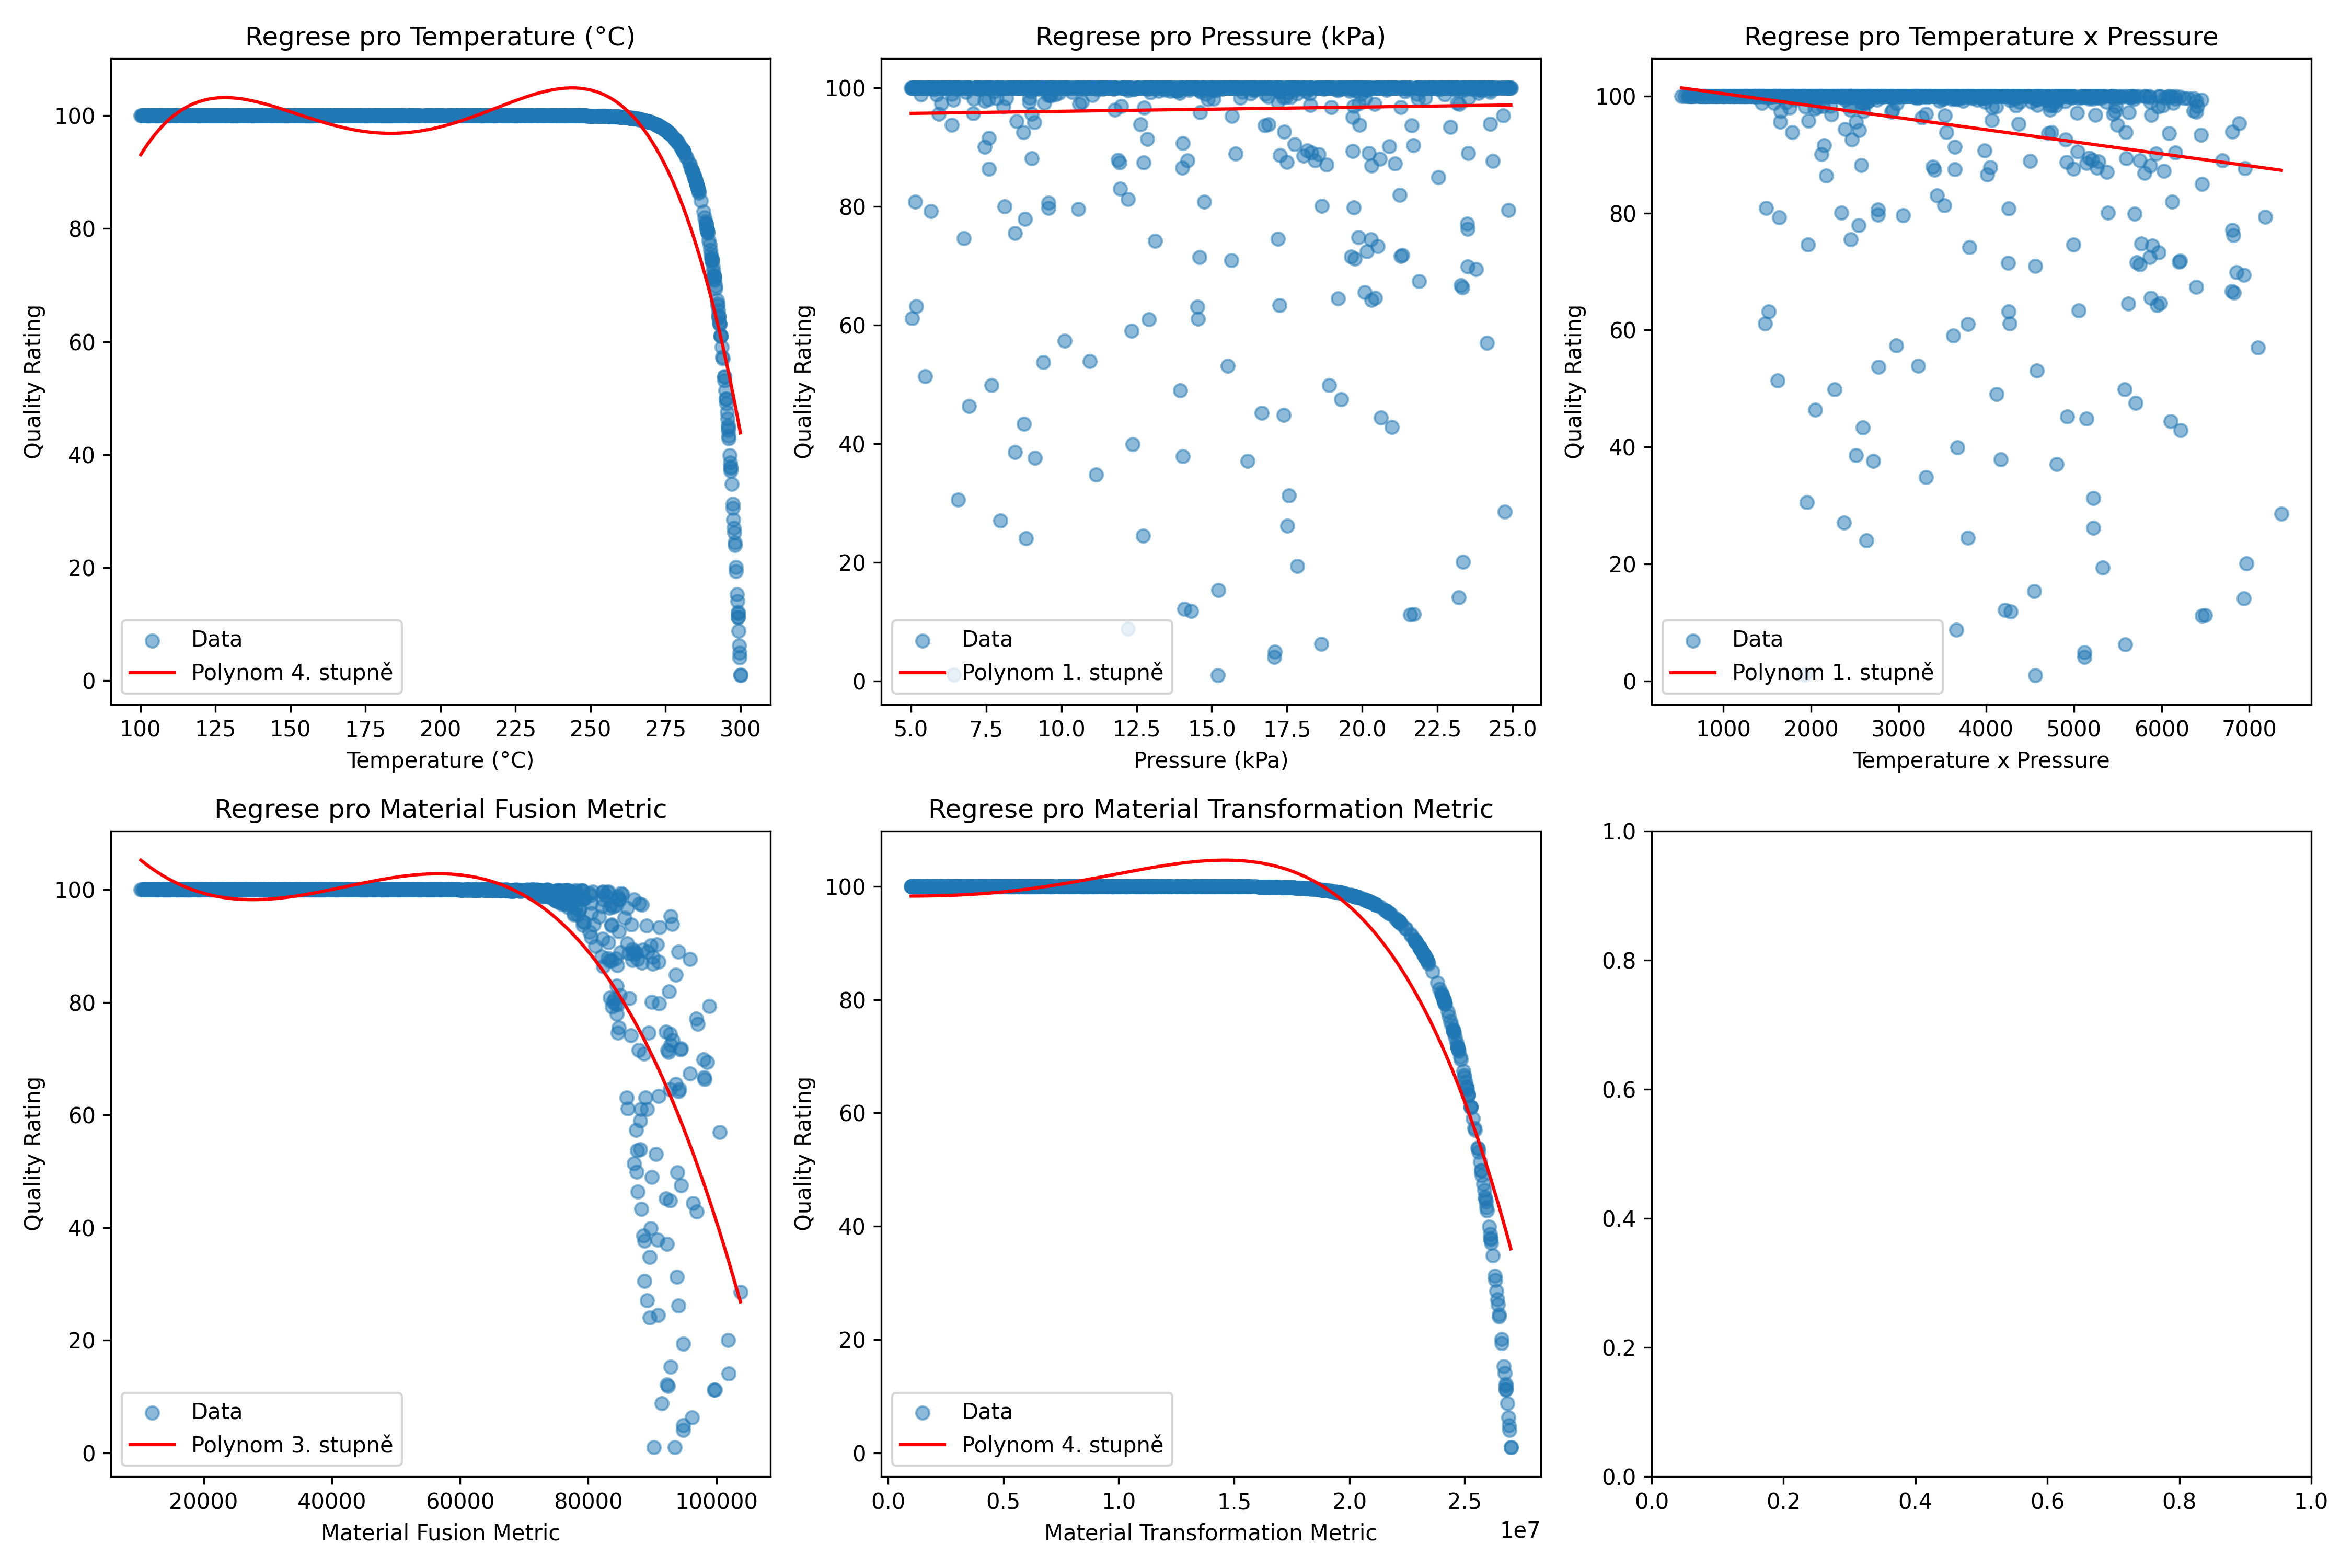 Regrese pro Temperature (°C)
Quality Rating
100
80
60
40
20
0
Data
Polynom 4. stupně
100 125 150 175 200 225 250 275 300
Temperature (°C)
Regrese pro Pressure (kPa)
Quality Rating
100
80
60
40
20
0
Data
Polynom 1. stupně
5.0 7.5 10.0 12.5 15.0 17.5 20.0 22.5 25.0
Pressure (kPa)
Regrese pro Temperature x Pressure
Quality Rating
100
80
60
40
20
0
Data
Polynom 1. stupně
1000 2000 3000 4000 5000 6000 7000
Temperature x Pressure
Regrese pro Material Fusion Metric
Quality Rating
100
80
60
40
20
0
Data
Polynom 3. stupně
20000 40000 60000 80000 100000
Material Fusion Metric
Regrese pro Material Transformation Metric
Quality Rating
100
80
60
40
20
0
Data
Polynom 4. stupně
0.0 0.5 1.0 1.5 2.0 2.5
1e7
Material Transformation Metric
1.0
0.8
0.6
0.4
0.2
0.0
0.0 0.2 0.4 0.6 0.8 1.0